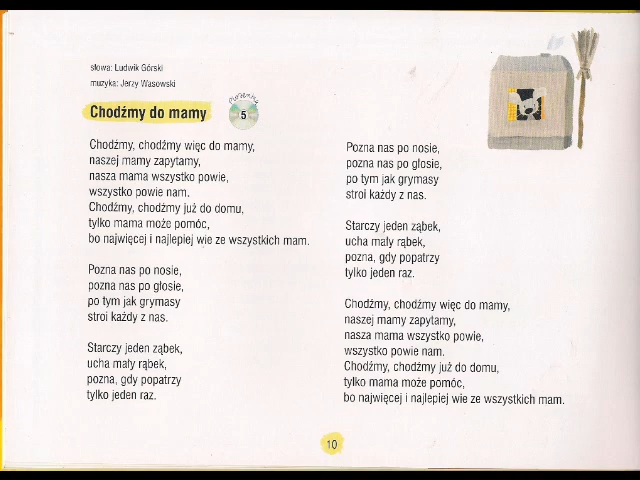 słowa: Ludwik Górski
muzyka: Jerzy Wasowski
Chodźmy do mamy
Piosenka
5
Chodźmy, chodźmy więc do mamy,
naszej mamy zapytamy,
nasza mama wszystko powie,
wszystko powie nam.
Chodźmy, chodźmy już do domu,
tylko mama może pomóc,
bo najwięcej i najlepiej wie ze wszystkich mam.
Pozna nas po nosie,
pozna nas po głosie,
po tym jak grymasy
stroi każdy z nas.
Starczy jeden ząbek,
ucha mały rąbek,
pozna, gdy popatrzy
tylko jeden raz.
Pozna nas po nosie,
pozna nas po głosie,
po tym jak grymasy
stroi każdy z nas.
Starczy jeden ząbek,
ucha mały rąbek,
pozna, gdy popatrzy
tylko jeden raz.
Chodźmy, chodźmy więc do mamy,
naszej mamy zapytamy,
nasza mama wszystko powie,
wszystko powie nam.
Chodźmy, chodźmy już do domu,
tylko mama może pomóc,
bo najwięcej i najlepiej wie ze wszystkich mam.
10